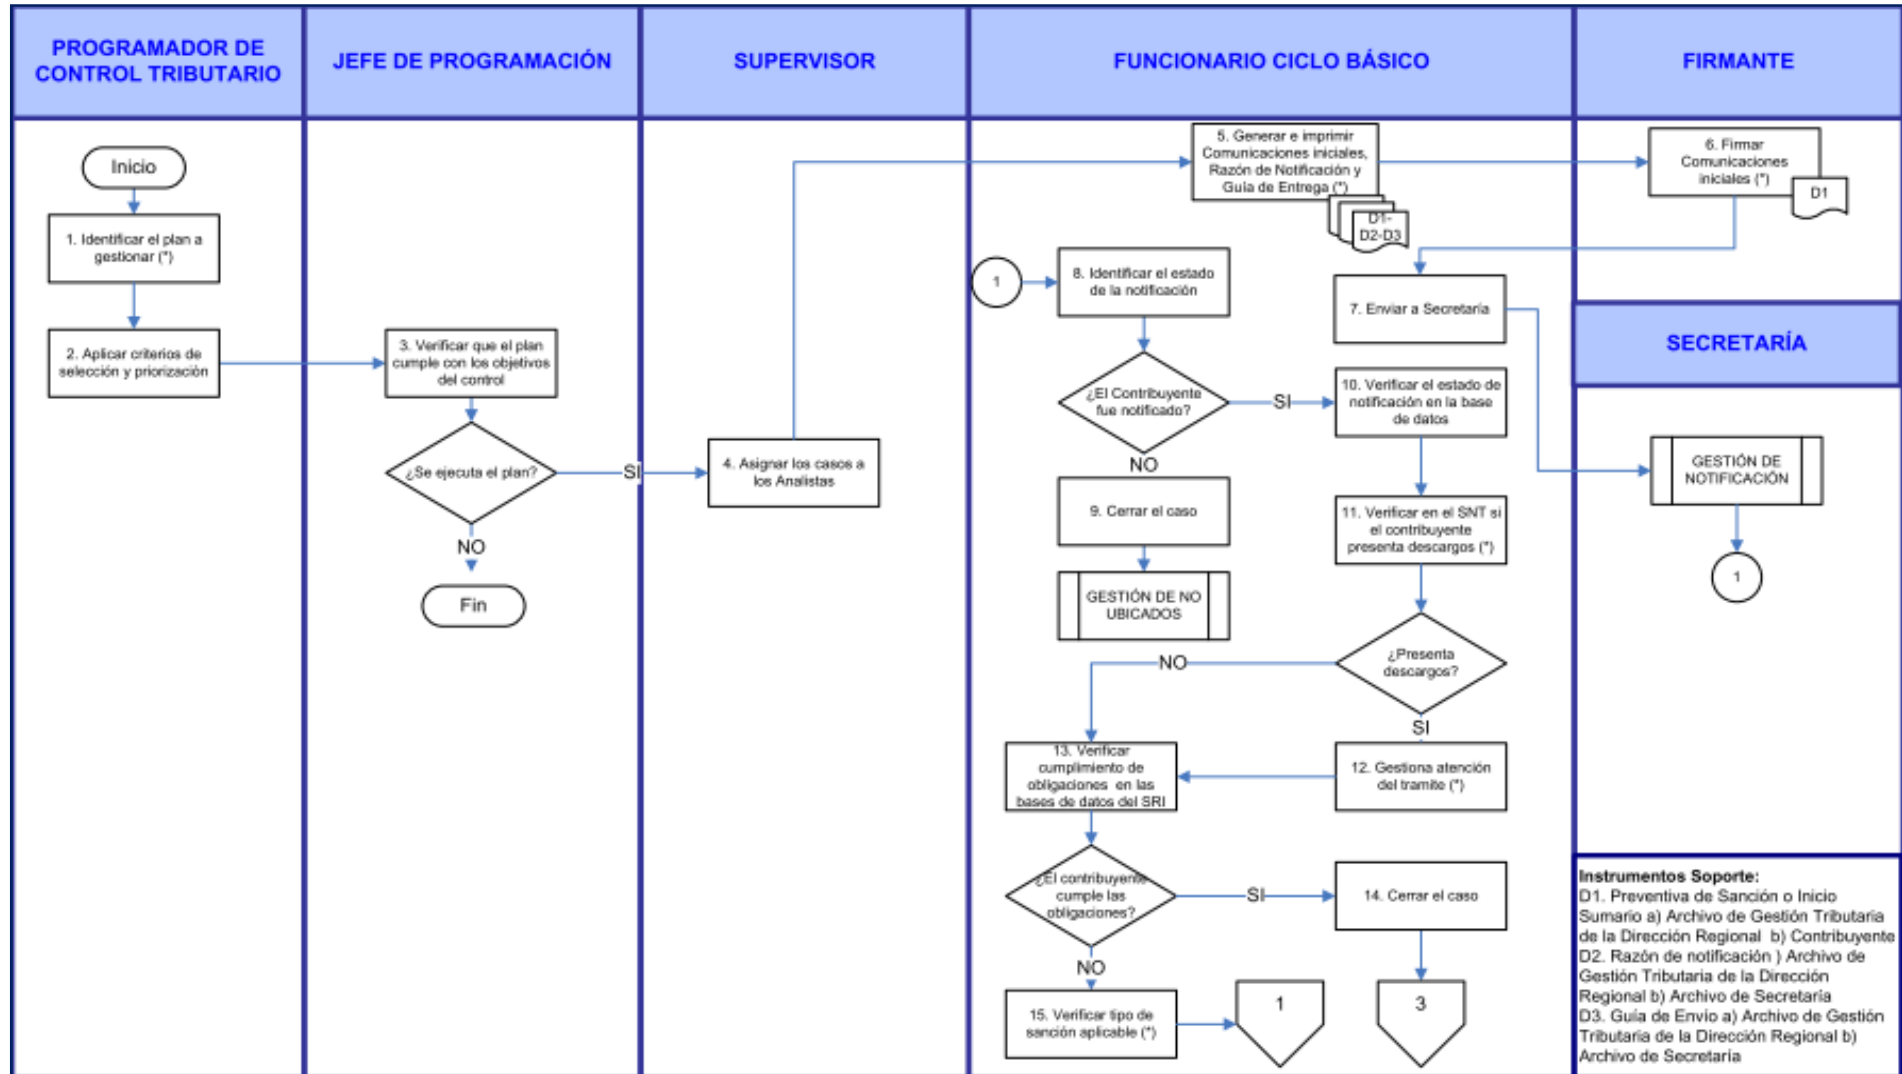 PROGRAMADOR DE
CONTROL TRIBUTARIO
JEFE DE PROGRAMACIÓN
SUPERVISOR
FUNCIONARIO CICLO BÁSICO
FIRMANTE
Inicio
1. Identificar el plan a
gestionar (*)
2. Aplicar criterios de
selección y priorización
3. Verificar que el plan
cumple con los objetivos
del control
¿Se ejecuta el plan?
SI
NO
Fin
4. Asignar los casos a
los Analistas
5. Generar e imprimir
Comunicaciones iniciales,
Razón de Notificación y
Guía de Entrega (*)
D1-
D2-D3
6. Firmar
Comunicaciones
iniciales (*)
D1
7. Enviar a Secretaría
SECRETARÍA
GESTIÓN DE
NOTIFICACIÓN
1
1
8. Identificar el estado
de la notificación
¿El Contribuyente
fue notificado?
SI
NO
9. Cerrar el caso
GESTIÓN DE NO
UBICADOS
10. Verificar el estado de
notificación en la base
de datos
11. Verificar en el SNT si
el contribuyente
presenta descargos (*)
¿Presenta
descargos?
NO
SI
12. Gestiona atención
del tramite (*)
13. Verificar
cumplimiento de
obligaciones en las
bases de datos del SRI
¿El contribuyente
cumple las
obligaciones?
SI
NO
14. Cerrar el caso
15. Verificar tipo de
sanción aplicable (*)
1
3
Instrumentos Soporte:
D1. Preventiva de Sanción o Inicio
Sumario a) Archivo de Gestión Tributaria
de la Dirección Regional b) Contribuyente
D2. Razón de notificación ) Archivo de
Gestión Tributaria de la Dirección
Regional b) Archivo de Secretaría
D3. Guía de Envio a) Archivo de Gestión
Tributaria de la Dirección Regional b)
Archivo de Secretaría